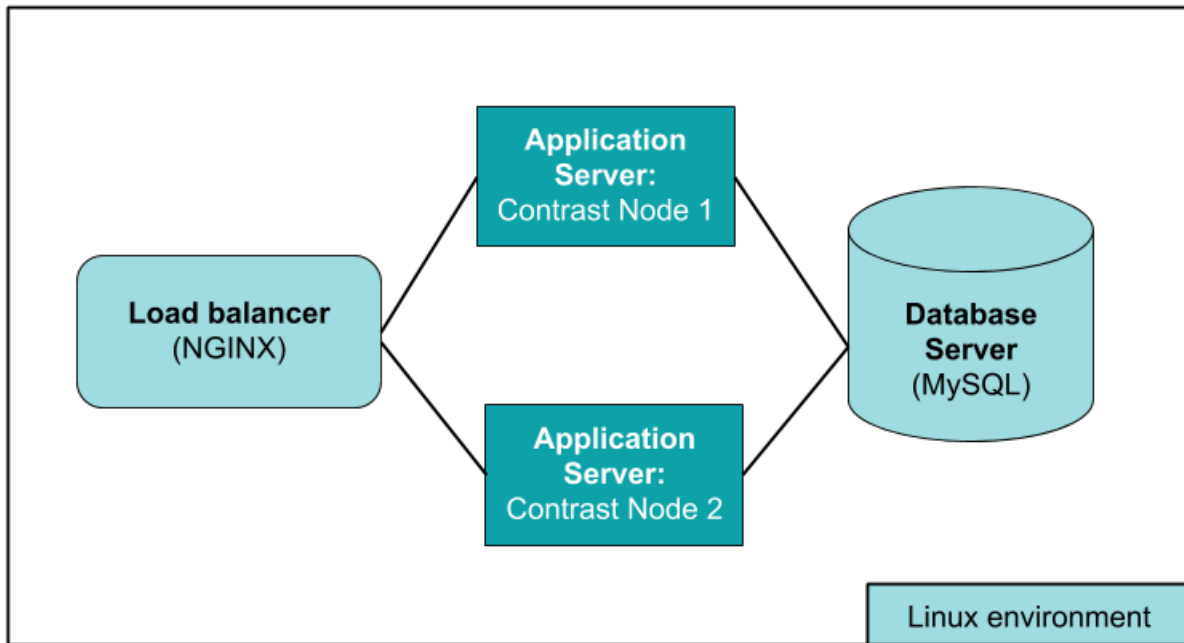 Application
Server:
Contrast Node 1
Load balancer
(NGINX)
Database
Server
(MySQL)
Application
Server:
Contrast Node 2
Linux environment